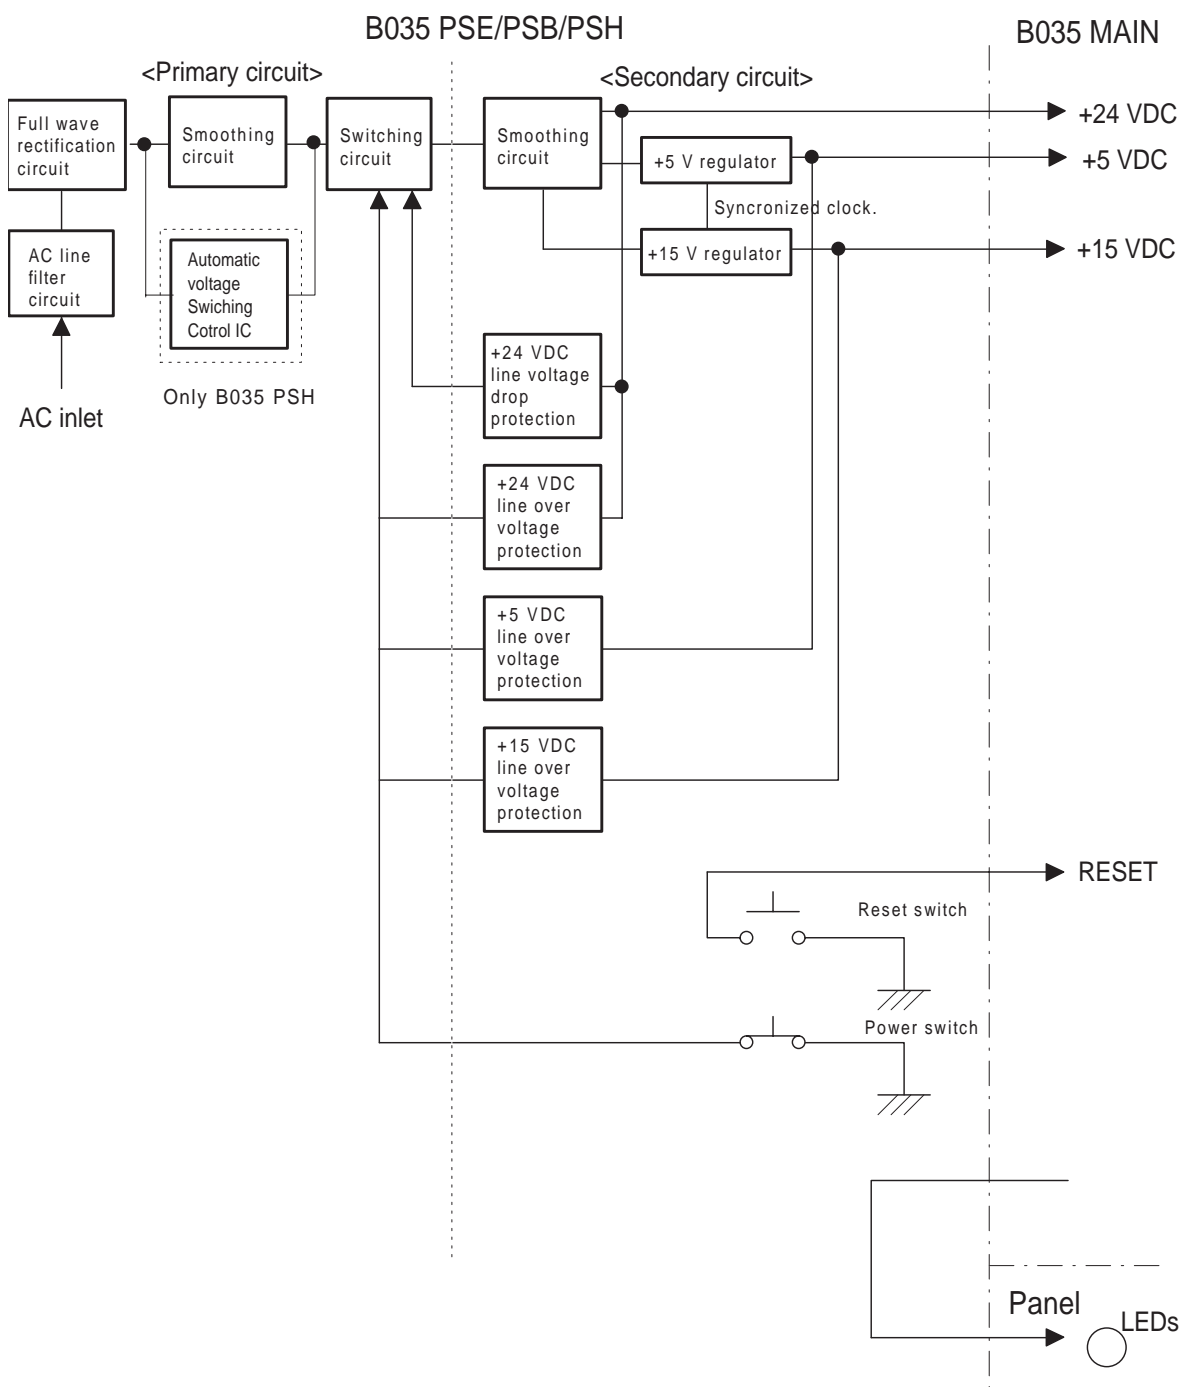 B035 PSE/PSB/PSH
B035 MAIN
<Primary circuit>
<Secondary circuit>
Full wave
rectification
circuit
Smoothing
circuit
Switching
circuit
Smoothing
circuit
+24 VDC
+5 V regulator
+5 VDC
Syncronized clock.
+15 V regulator
+15 VDC
AC line
filter
circuit
Automatic
voltage
Swiching
Cotrol IC
Only B035 PSH
AC inlet
+24 VDC
line voltage
drop
protection
+24 VDC
line over
voltage
protection
+5 VDC
line over
voltage
protection
+15 VDC
line over
voltage
protection
RESET
Reset switch
Power switch
Panel
LEDs